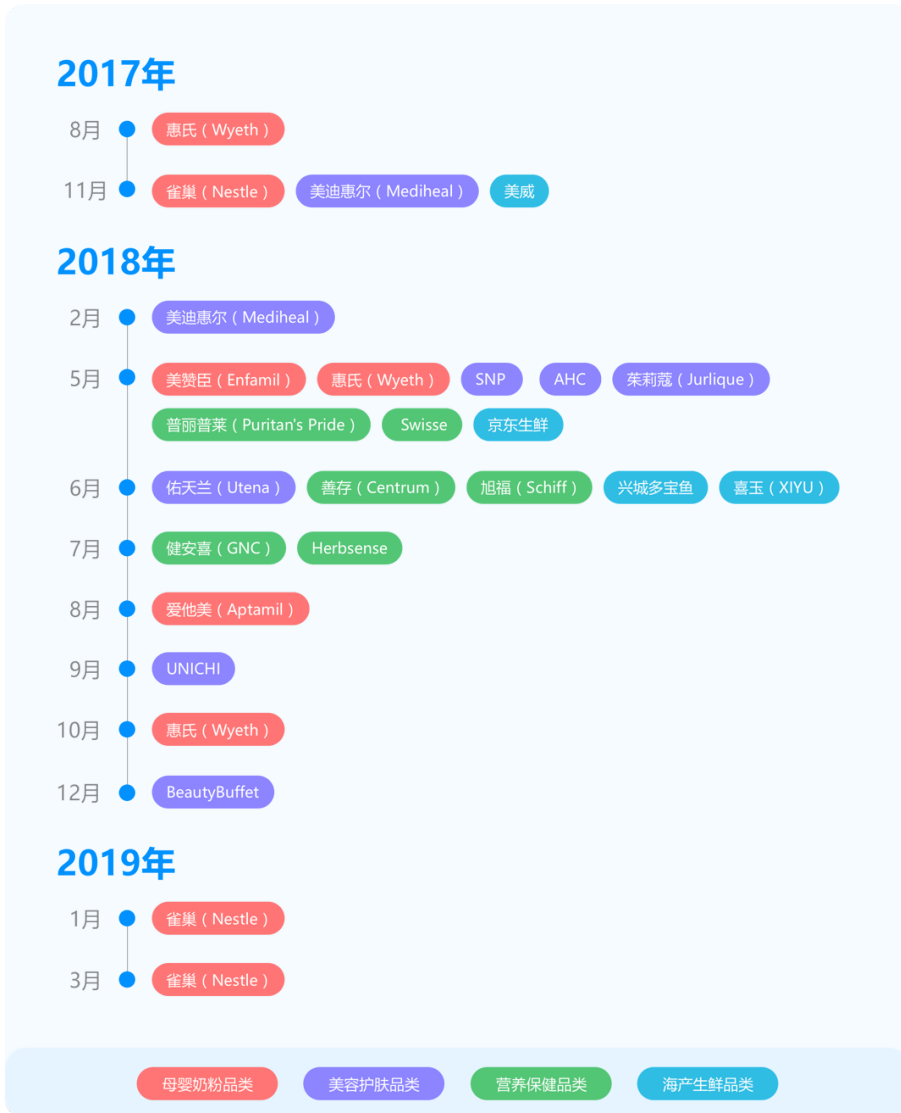 2017年
8月 惠氏（Wyeth）
11月 雀巢（Nestle） 美迪惠尔（Mediheal） 美威
2018年
2月 美迪惠尔（Mediheal）
5月 美赞臣（Enfamil） 惠氏（Wyeth） SNP AHC 茱莉蔻（Jurlique）
普丽普莱（Puritan's Pride） Swisse 京东生鲜
6月 佑天兰（Utena） 善存（Centrum） 旭福（Schiff） 兴城多宝鱼 喜玉（XIYU）
7月 健安喜（GNC） Herbsense
8月 爱他美（Aptamil）
9月 UNICHI
10月 惠氏（Wyeth）
12月 BeautyBuffet
2019年
1月 雀巢（Nestle）
3月 雀巢（Nestle）
母婴奶粉品类 美容护肤品类 营养保健品类 海产生鲜品类